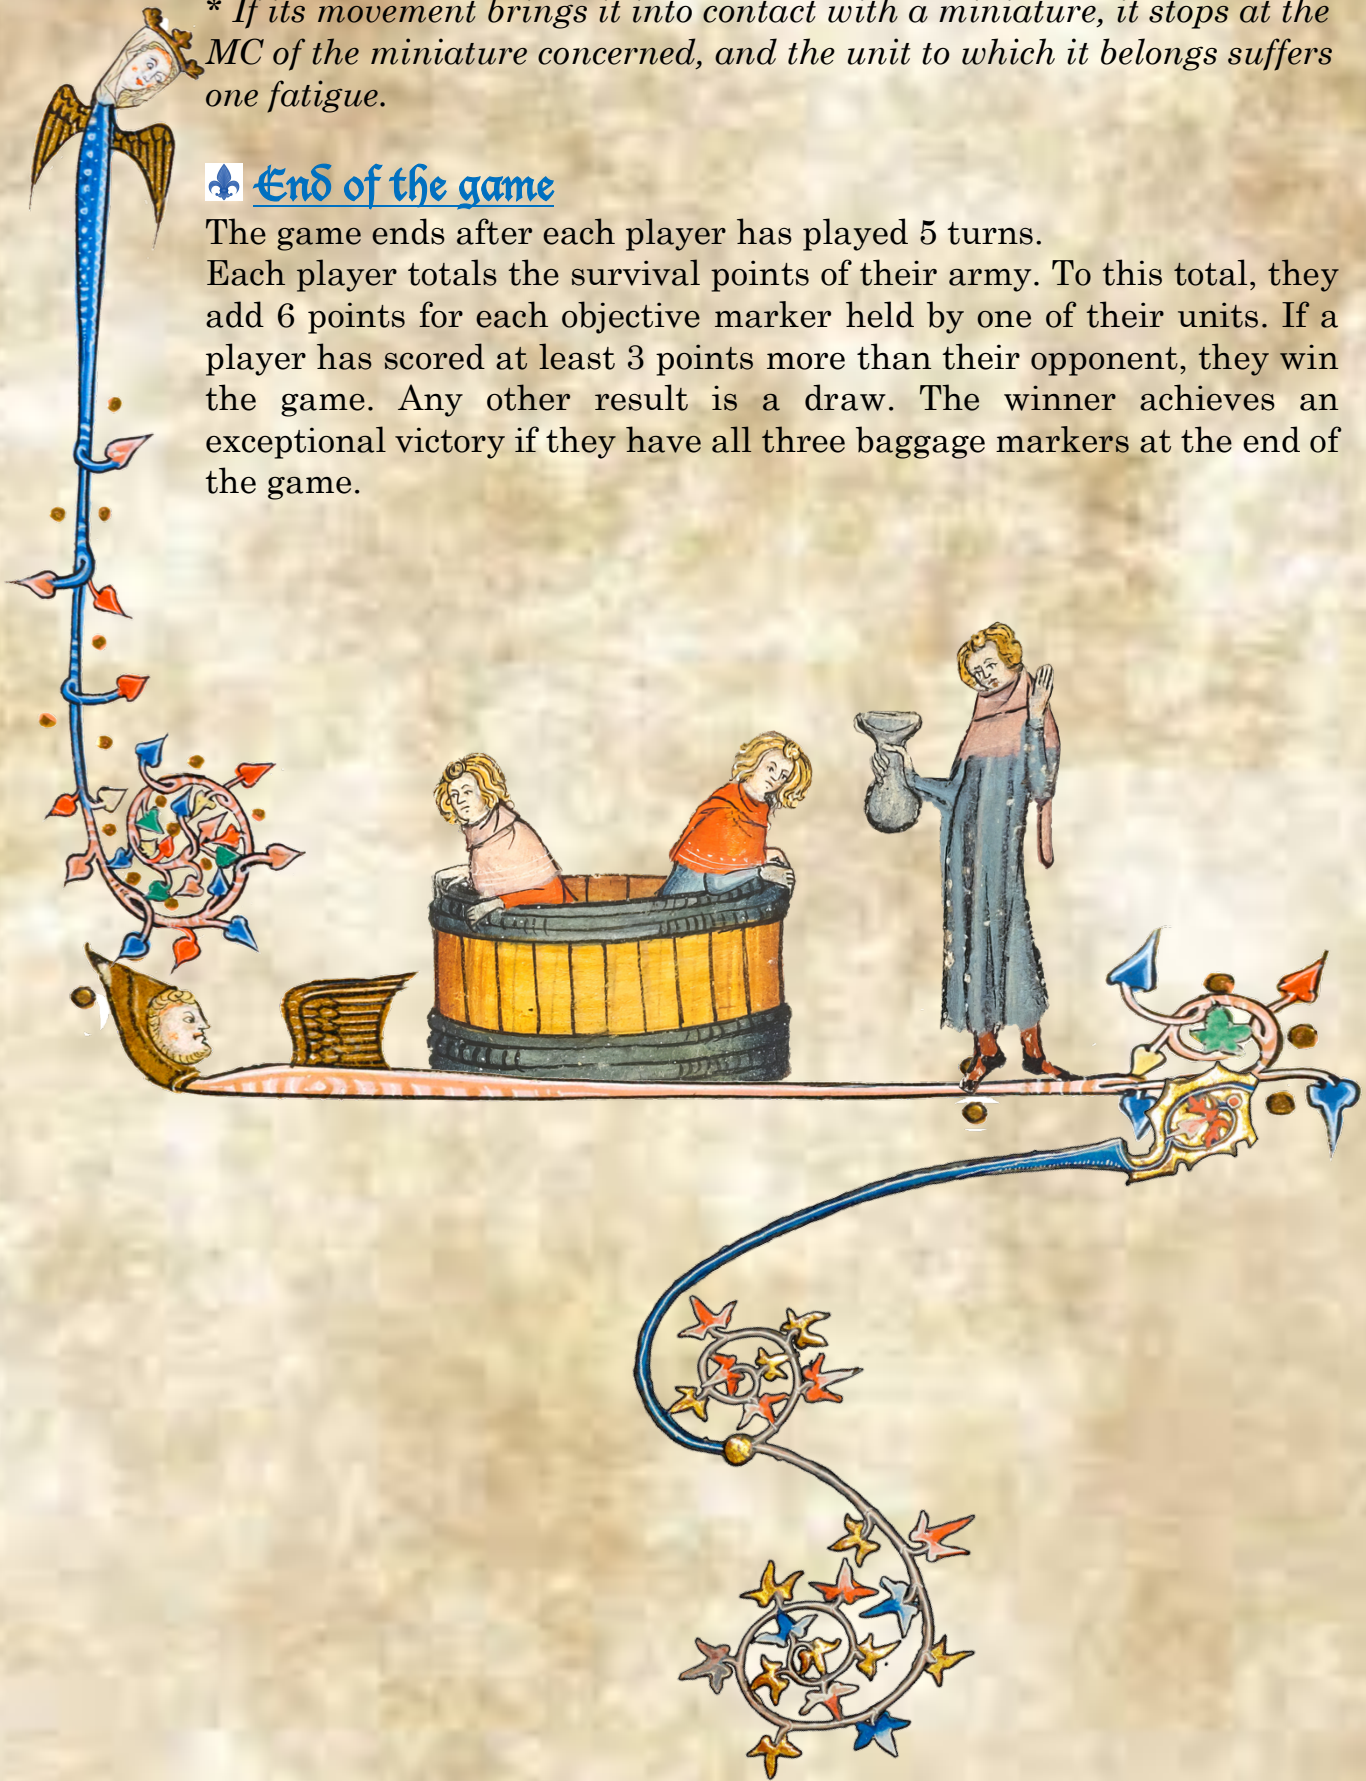 * If its movement brings it into contact with a miniature, it stops at the
MC of the miniature concerned, and the unit to which it belongs suffers
one fatigue.
End of the game
The game ends after each player has played 5 turns.
Each player totals the survival points of their army. To this total, they
add 6 points for each objective marker held by one of their units. If a
player has scored at least 3 points more than their opponent, they win
the game. Any other result is a draw. The winner achieves an
exceptional victory if they have all three baggage markers at the end of
the game.